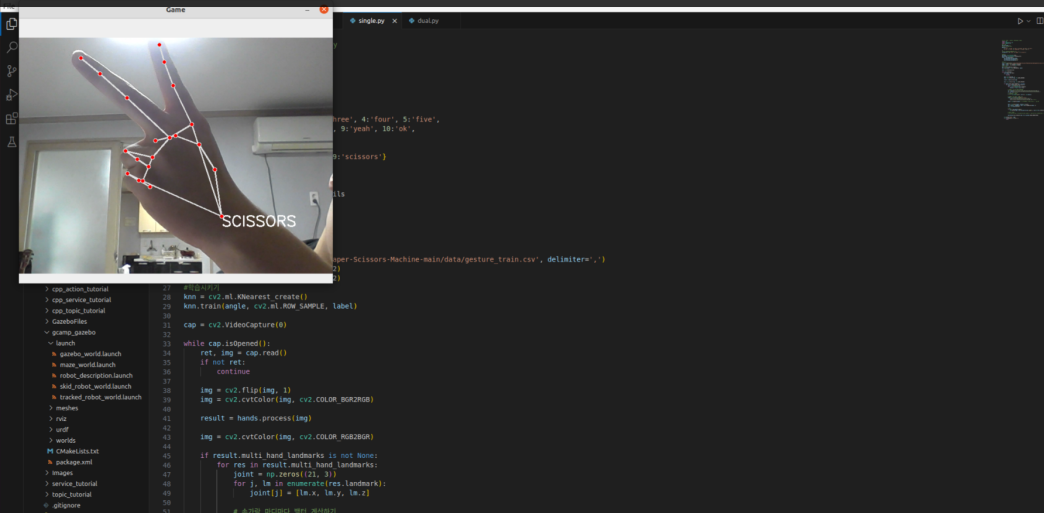 Game
single.py
dual.py
hree', 4:'four', 5:'five',
, 9:'yeah', 10:'ok',
9:'scissors'}
ils
SCISSORS
aper-Scissors-Machine-main/data/gesture_train.csv', delimiter=',')
2)
2)
cpp_action_tutorial
cpp_service_tutorial
cpp_topic_tutorial
GazeboFiles
gcamp_gazebo
launch
gazebo_world.launch
maze_world.launch
robot_description.launch
skid_robot_world.launch
tracked_robot_world.launch
meshes
rviz
urdf
worlds
CMakeLists.txt
package.xml
Images
service_tutorial
topic_tutorial
.gitignore
27 #학습시키기
28 knn = cv2.ml.KNearest_create()
29 knn.train(angle, cv2.ml.ROW_SAMPLE, label)
30
31 cap = cv2.VideoCapture(0)
32
33 while cap.isOpened():
34 ret, img = cap.read()
35 if not ret:
36 continue
37
38 img = cv2.flip(img, 1)
39 img = cv2.cvtColor(img, cv2.COLOR_BGR2RGB)
40
41 result = hands.process(img)
42
43 img = cv2.cvtColor(img, cv2.COLOR_RGB2BGR)
44
45 if result.multi_hand_landmarks is not None:
46 for res in result.multi_hand_landmarks:
47 joint = np.zeros((21, 3))
48 for j, lm in enumerate(res.landmark):
49 joint[j] = [lm.x, lm.y, lm.z]
50
51